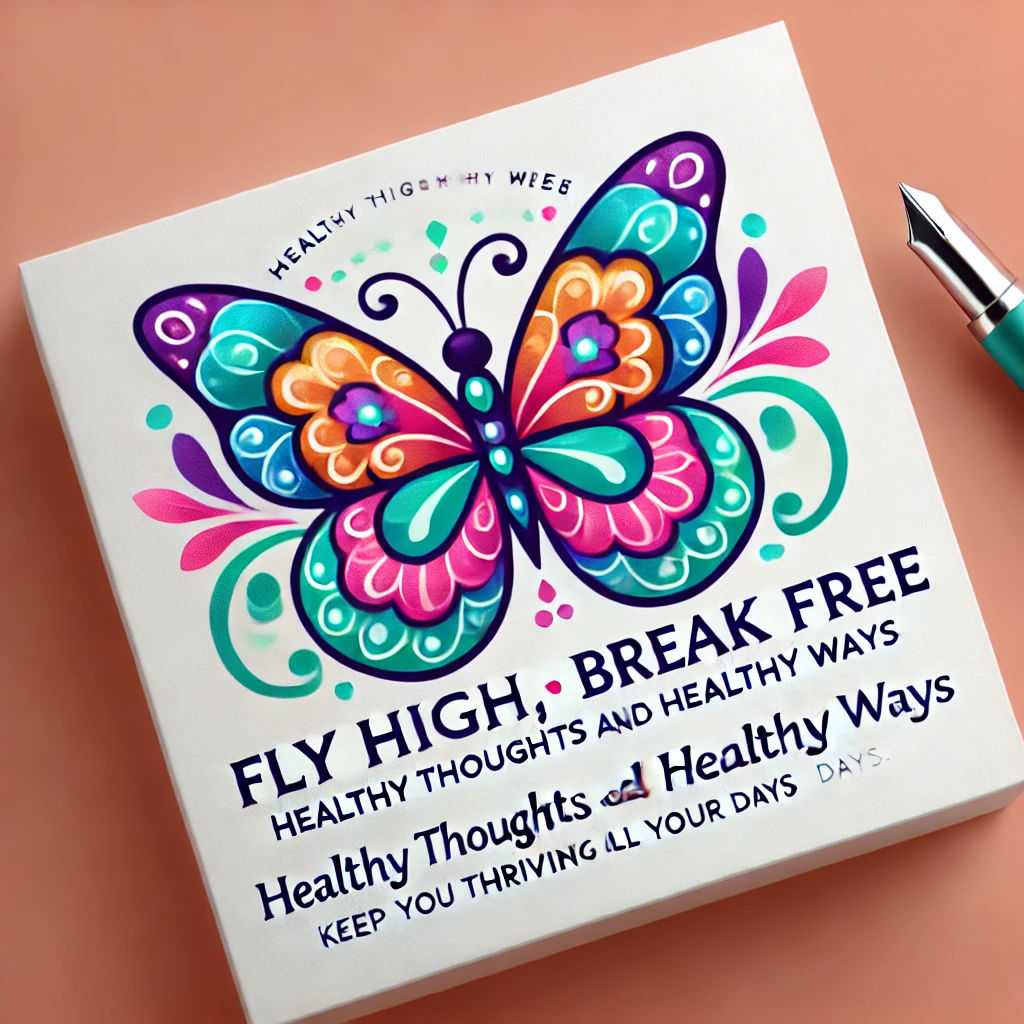 HEALTHY
FLY HIGH, BREAK FREE
HEALTHY THOUGHTS AND HEALTHY WAYS
Healthy Thoughts Healthy Ways
KEEP YOU THRIVING YOUR DAYS DAYS.